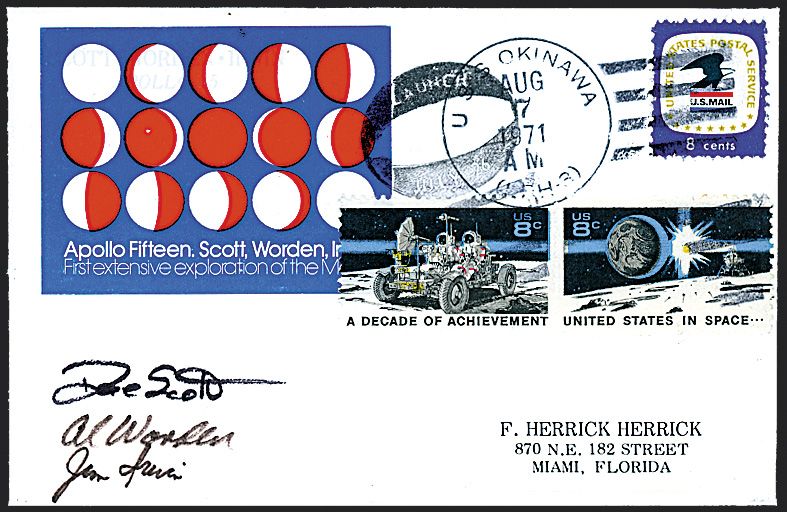 LAUNCH
U.S.S. OKINAWA
AUG
7
1971
AM
UNITED STATES POSTAL SERVICE
U.S. MAIL
8 cents
Apollo Fifteen. Scott, Worden, Ir
First extensive exploration of the M
US
8c
US
8c
A DECADE OF ACHIEVEMENT
UNITED STATES IN SPACE...
Dave Scott
Al Worden
Jim Irwin
F. HERRICK HERRICK
870 N.E. 182 STREET
MIAMI, FLORIDA